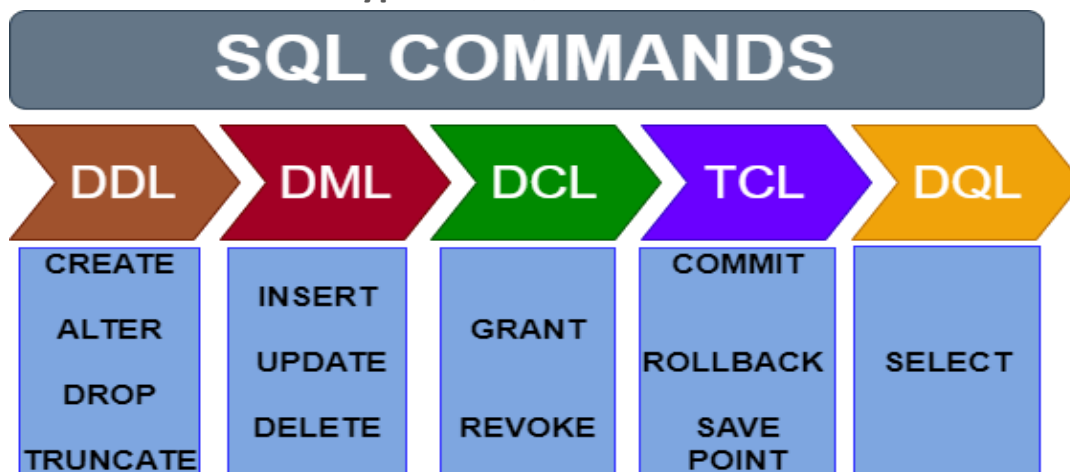 SQL COMMANDS
DDL
DML
DCL
TCL
DQL
CREATE
ALTER
DROP
TRUNCATE
INSERT
UPDATE
DELETE
GRANT
REVOKE
COMMIT
ROLLBACK
SAVE
POINT
SELECT